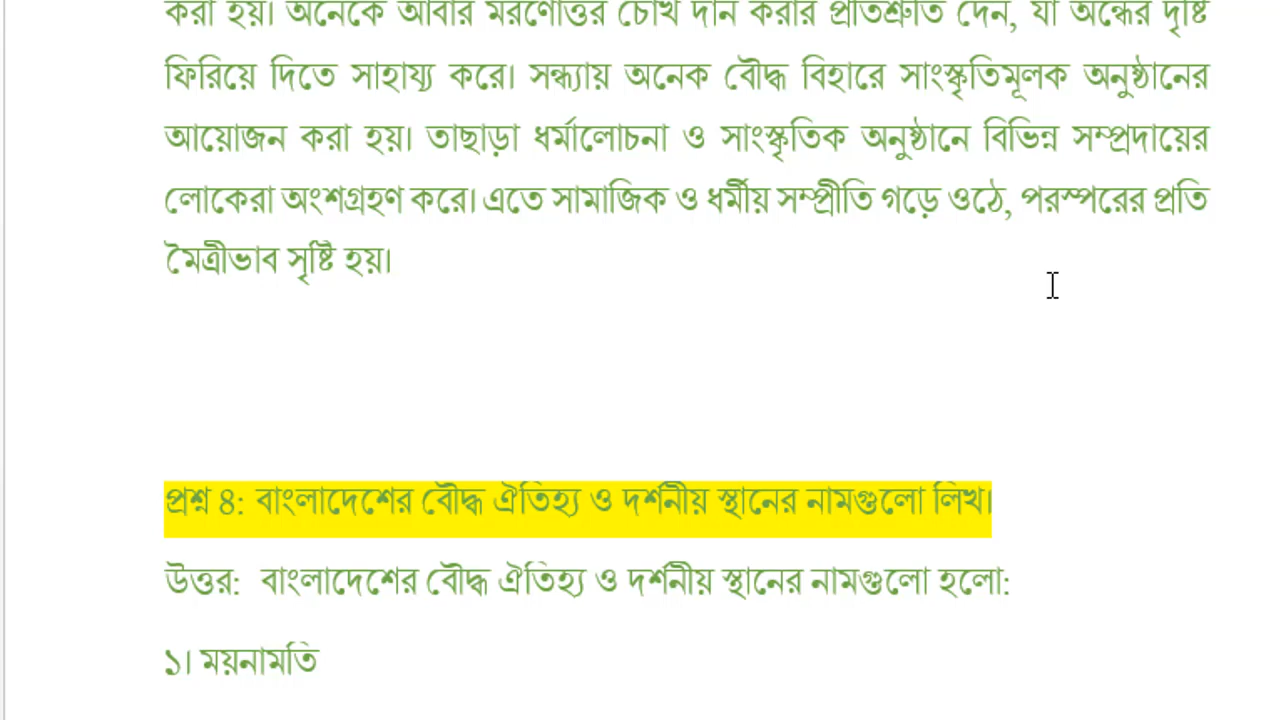 করা হয়। অনেকে আবার মরণোত্তর চোখ দান করার প্রতিশ্রুতি দেন, যা অন্ধের দৃষ্টি
ফিরিয়ে দিতে সাহায্য করে। সন্ধ্যায় অনেক বৌদ্ধ বিহারে সাংস্কৃতিমূলক অনুষ্ঠানের
আয়োজন করা হয়। তাছাড়া ধর্মালোচনা ও সাংস্কৃতিক অনুষ্ঠানে বিভিন্ন সম্প্রদায়ের
লোকেরা অংশগ্রহণ করে। এতে সামাজিক ও ধর্মীয় সম্প্রীতি গড়ে ওঠে, পরস্পরের প্রতি
মৈত্রীভাব সৃষ্টি হয়।
প্রশ্ন ৪: বাংলাদেশের বৌদ্ধ ঐতিহ্য ও দর্শনীয় স্থানের নামগুলো লিখ।
উত্তর: বাংলাদেশের বৌদ্ধ ঐতিহ্য ও দর্শনীয় স্থানের নামগুলো হলো:
১। ময়নামতি